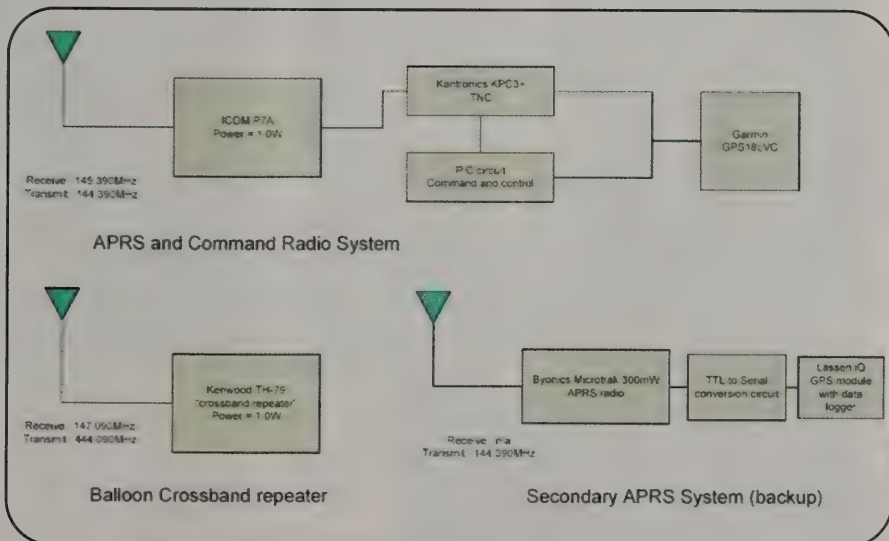 ICOM P7A
Power = 1.0W
Kantronics KPC3+
TNC
PIC circuit
Command and control
Garmin
GPS18LVC
Receive: 145.390MHz
Transmit: 144.390MHz
APRS and Command Radio System
Kenwood TH-79
"crossband repeater"
Power = 1.0W
Receive: 147.090MHz
Transmit: 444.090MHz
Balloon Crossband repeater
Byonics Microtrak 300mW
APRS radio
TTL to Serial
conversion circuit
Lassen iQ
GPS module
with data
logger
Receive: n/a
Transmit: 144.390MHz
Secondary APRS System (backup)